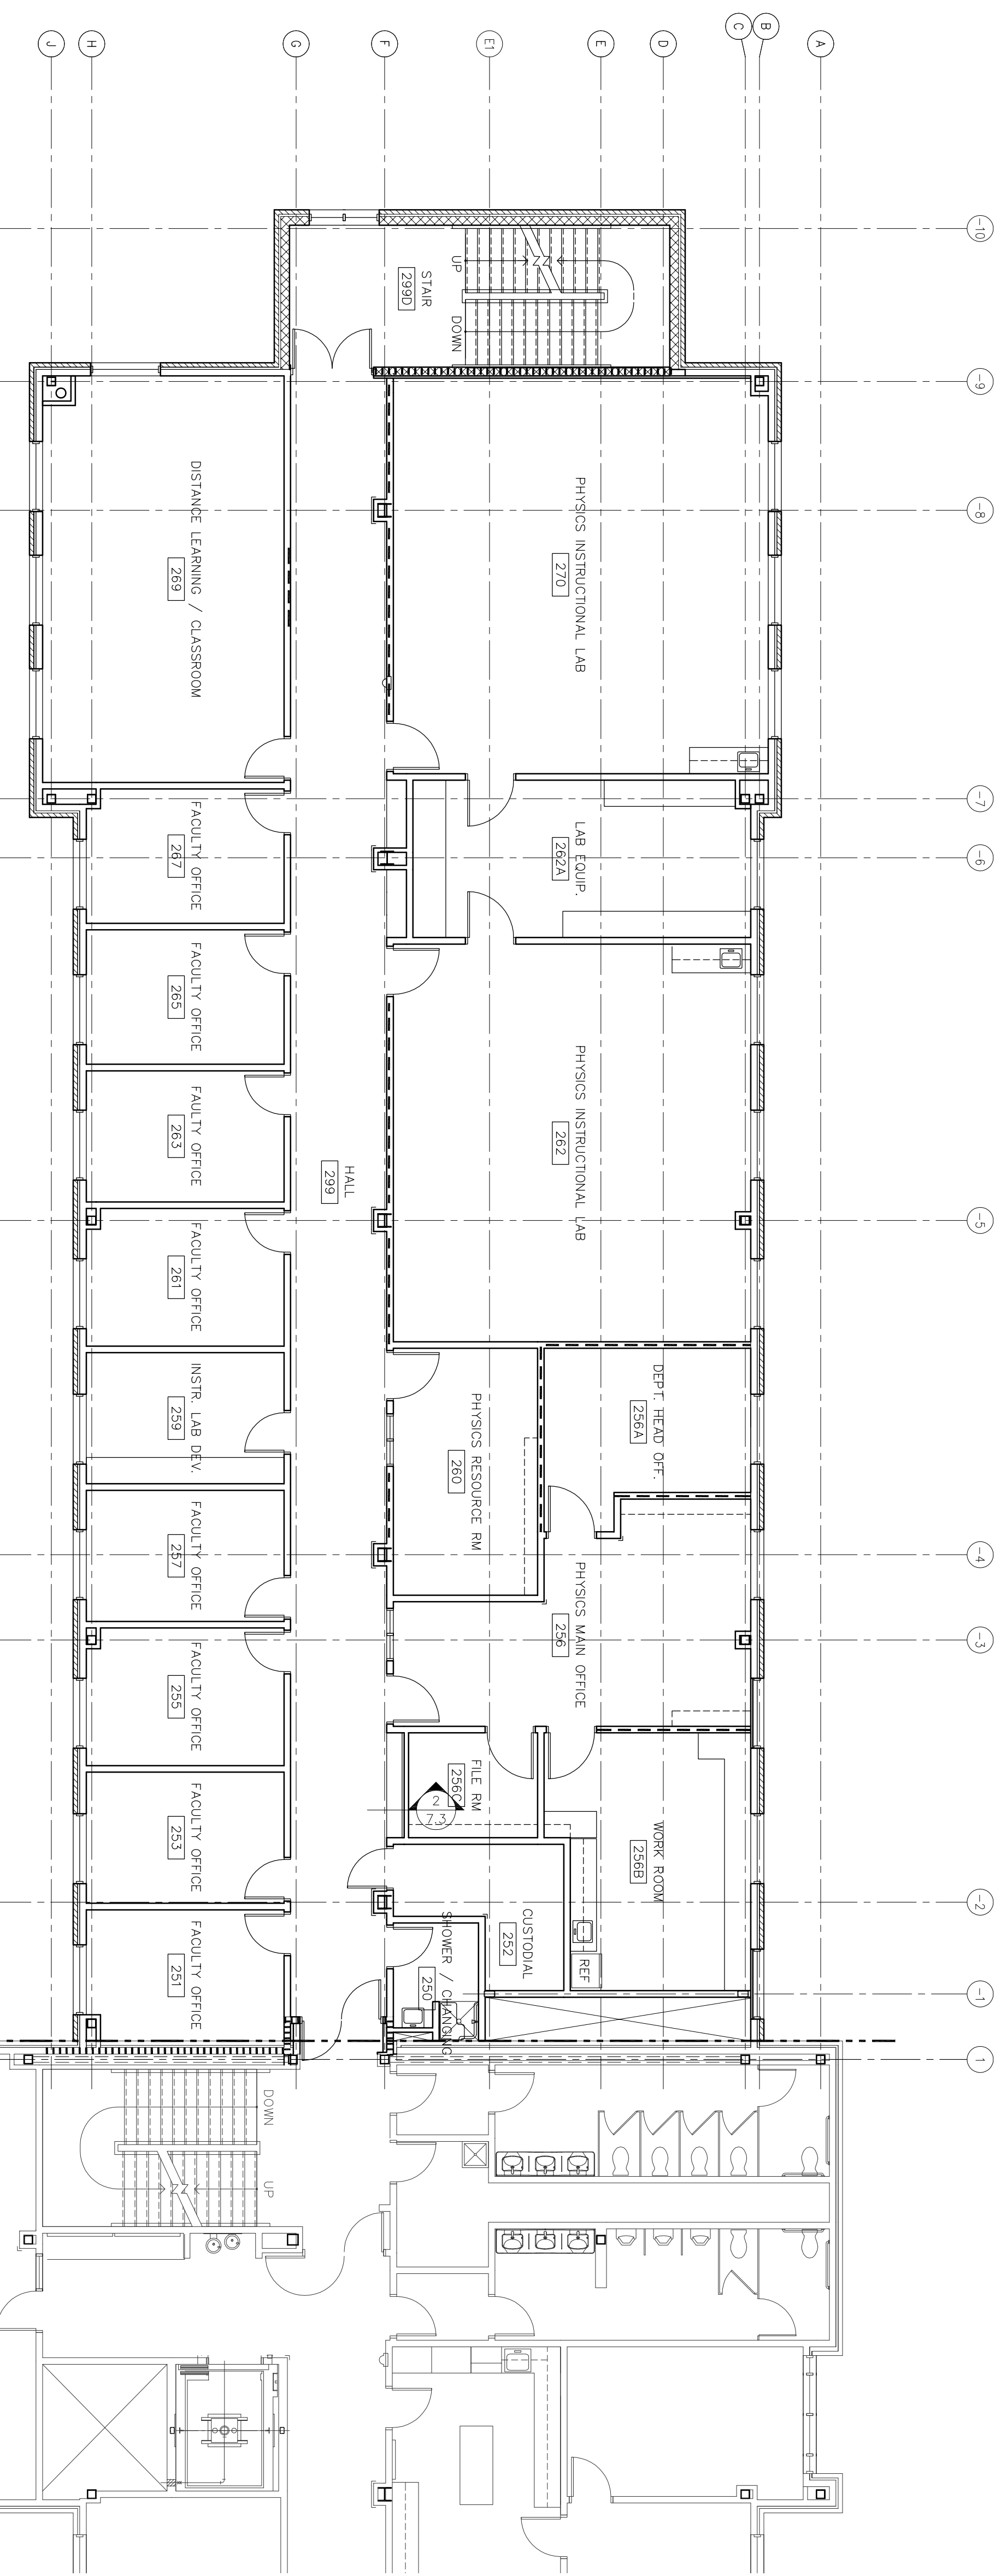 J
H
G
F
E1
E
D
C
B
A
-10
-9
-8
-7
-6
-5
-4
-3
-2
-1
1
STAIR
299D
UP
DOWN
DISTANCE LEARNING / CLASSROOM
269
PHYSICS INSTRUCTIONAL LAB
270
LAB EQUIP.
262A
FACULTY OFFICE
267
FACULTY OFFICE
265
FAULTY OFFICE
263
FACULTY OFFICE
261
HALL
299
PHYSICS INSTRUCTIONAL LAB
262
INSTR. LAB DEV.
259
PHYSICS RESOURCE RM
260
DEPT. HEAD OFF.
256A
FACULTY OFFICE
257
PHYSICS MAIN OFFICE
256
FACULTY OFFICE
255
FACULTY OFFICE
253
FILE RM
256C
2
7.3
WORK ROOM
256B
REF
CUSTODIAL
252
SHOWER / CHANGING
250
FACULTY OFFICE
251
DOWN
UP